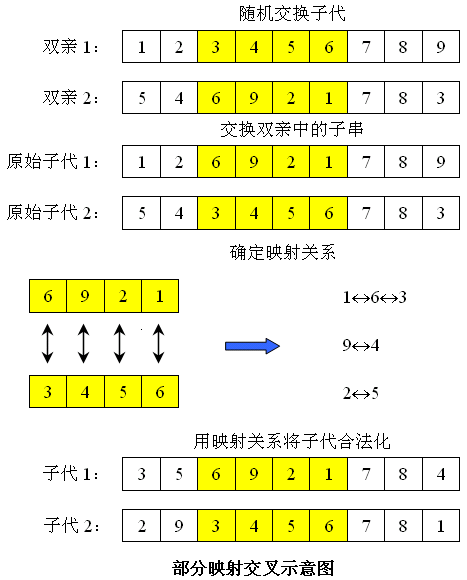 随机交换子代
双亲 1: 1 2 3 4 5 6 7 8 9
双亲 2: 5 4 6 9 2 1 7 8 3
交换双亲中的子串
原始子代 1: 1 2 6 9 2 1 7 8 9
原始子代 2: 5 4 3 4 5 6 7 8 3
确定映射关系
6 9 2 1
1↔6↔3
9↔4
3 4 5 6
2↔5
用映射关系将子代合法化
子代 1: 3 5 6 9 2 1 7 8 4
子代 2: 2 9 3 4 5 6 7 8 1
部分映射交叉示意图